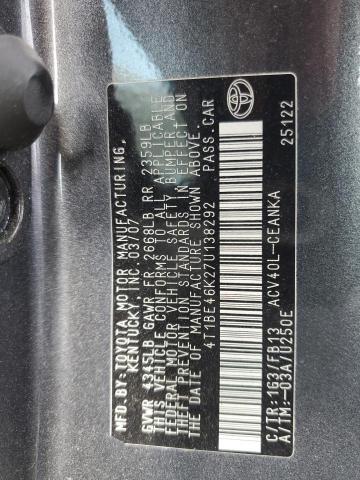 MFD.BY:TOYOTA MOTOR MANUFACTURING,
KENTUCKY, INC. 03/07
GVWR 4345LB GAWR FR 2668LB RR 2359LB
THIS VEHICLE CONFORMS TO ALL APPLICABLE
FEDERAL MOTOR VEHICLE SAFETY, BUMPER, AND
THEFT PREVENTION STANDARDS IN EFFECT ON
THE DATE OF MANUFACTURE SHOWN ABOVE.
4T1BE46K27U138292 PASS.CAR
C/TR:1G3/FB13 ACV40L-CEANKA
A/TM:-03A/U250E 25122
TOYOTA